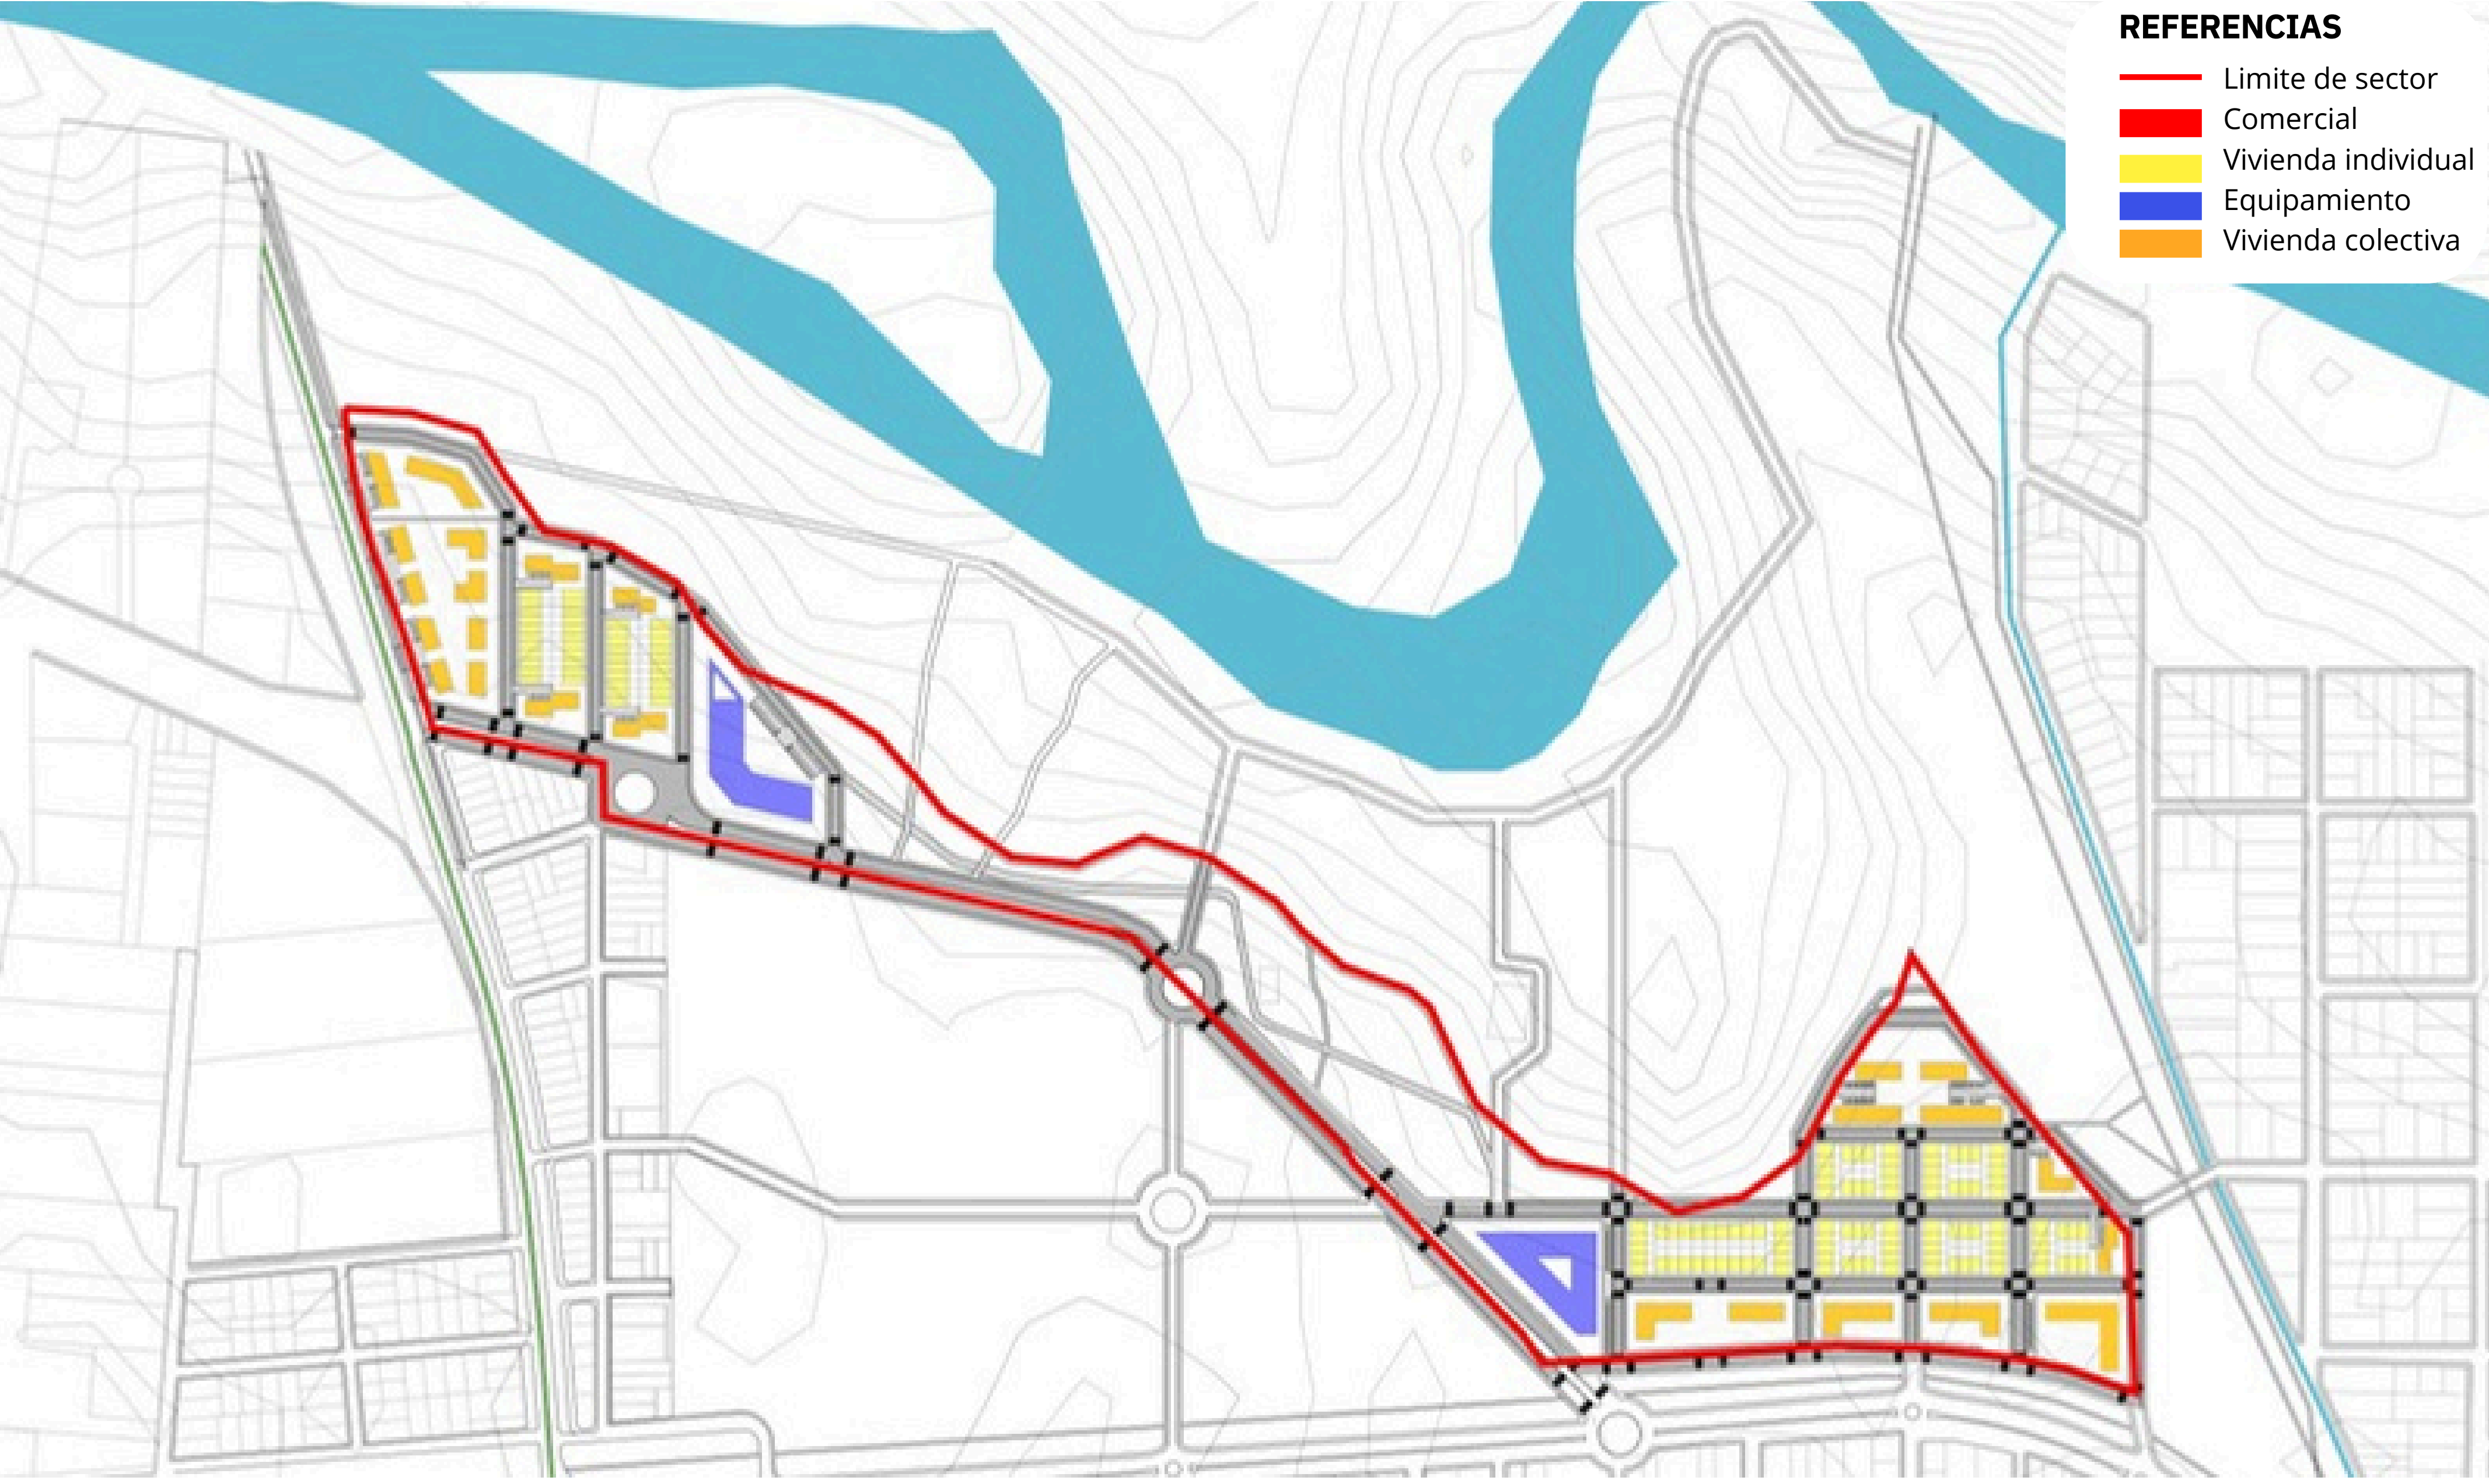 REFERENCIAS
Limite de sector
Comercial
Vivienda individual
Equipamiento
Vivienda colectiva